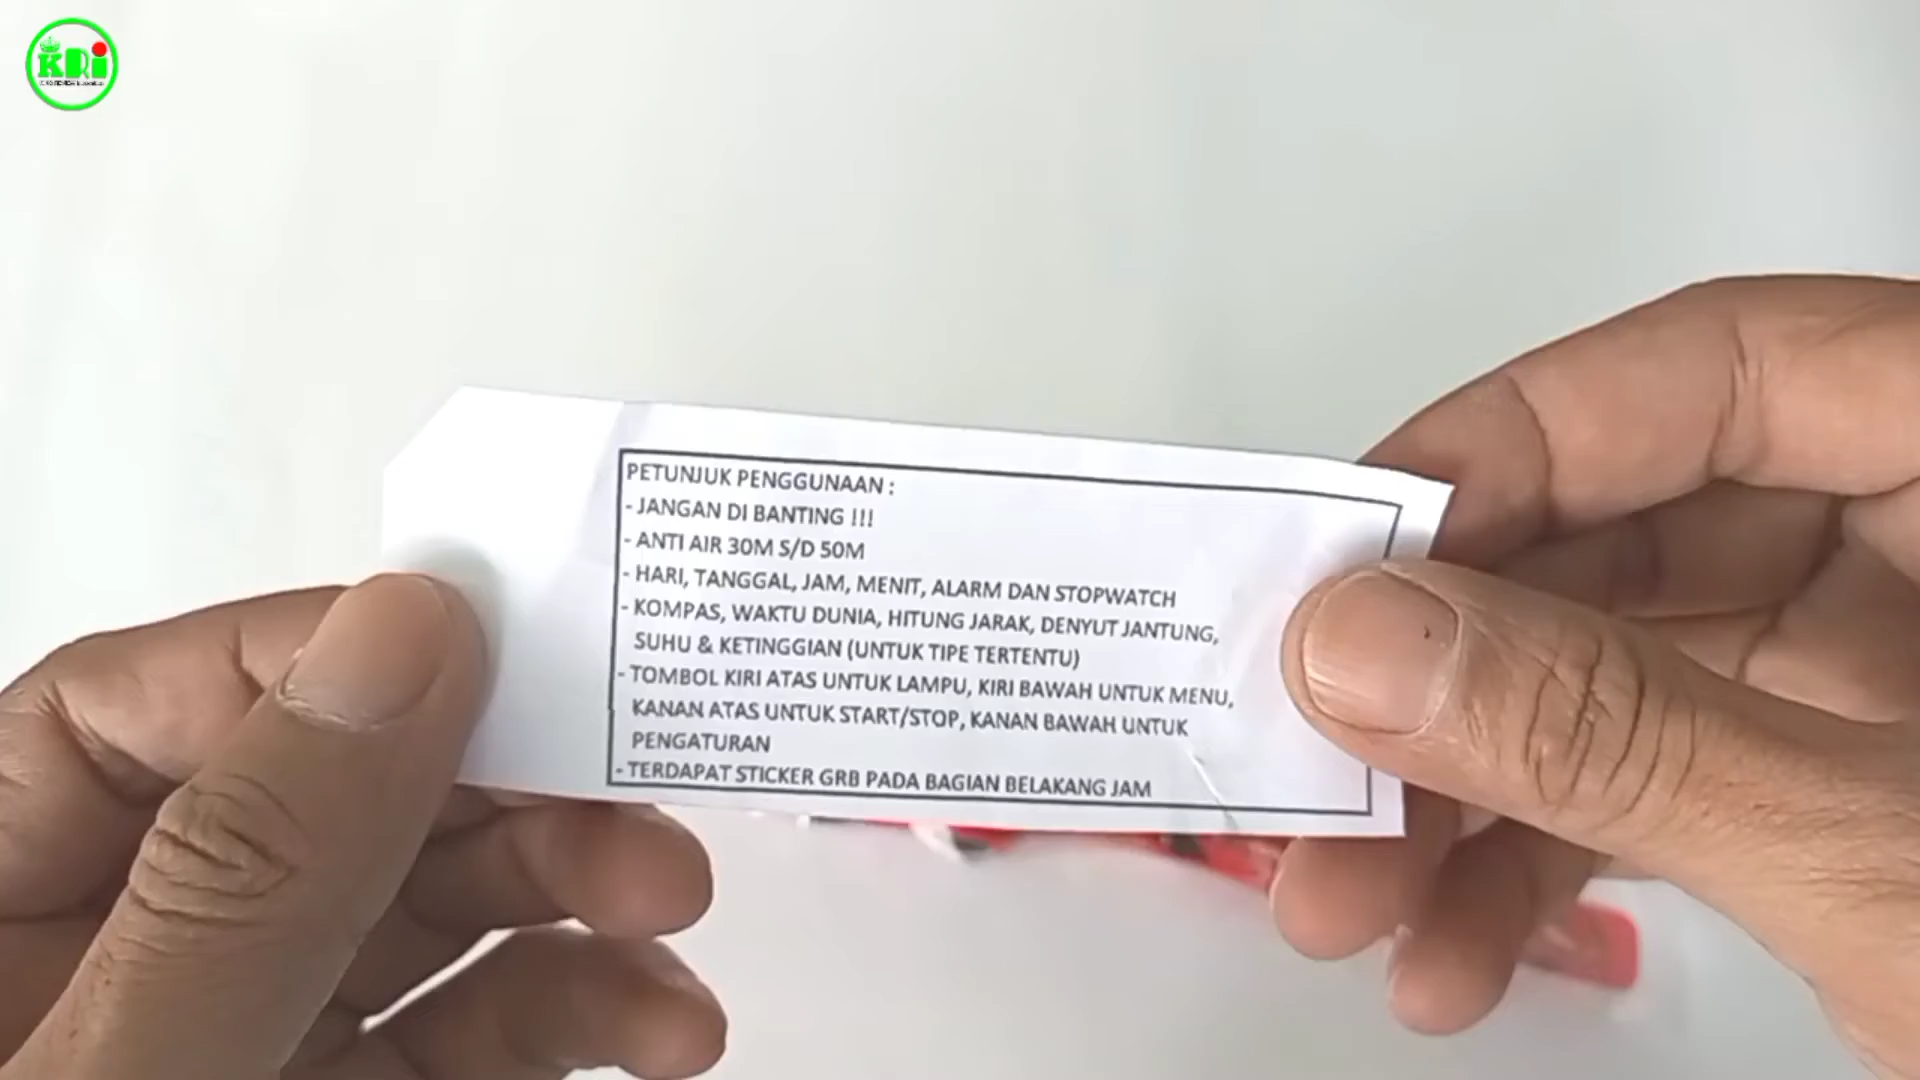 KRi
PETUNJUK PENGGUNAAN :
- JANGAN DI BANTING !!!
- ANTI AIR 30M S/D 50M
- HARI, TANGGAL, JAM, MENIT, ALARM DAN STOPWATCH
- KOMPAS, WAKTU DUNIA, HITUNG JARAK, DENYUT JANTUNG,
SUHU & KETINGGIAN (UNTUK TIPE TERTENTU)
- TOMBOL KIRI ATAS UNTUK LAMPU, KIRI BAWAH UNTUK MENU,
KANAN ATAS UNTUK START/STOP, KANAN BAWAH UNTUK
PENGATURAN
- TERDAPAT STICKER GRB PADA BAGIAN BELAKANG JAM